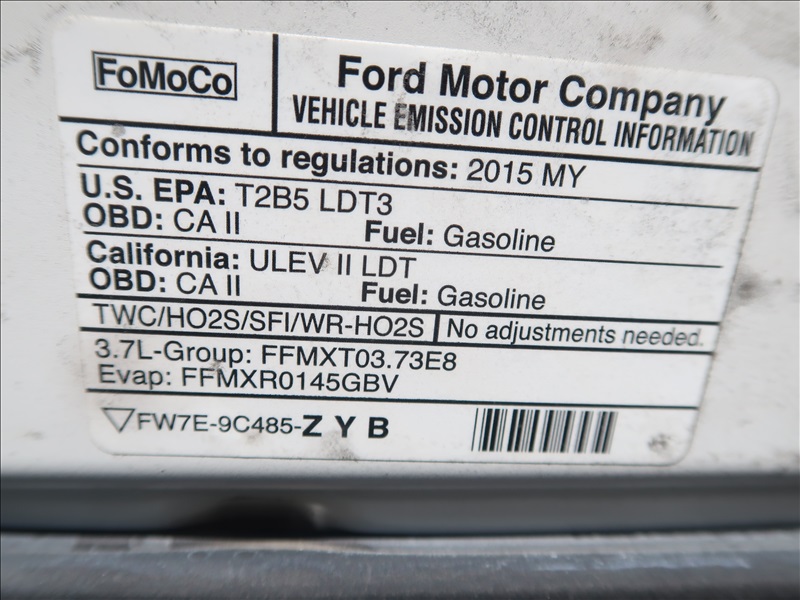 FoMoCo
Ford Motor Company
VEHICLE EMISSION CONTROL INFORMATION
Conforms to regulations: 2015 MY
U.S. EPA: T2B5 LDT3
OBD: CA II Fuel: Gasoline
California: ULEV II LDT
OBD: CA II Fuel: Gasoline
TWC/HO2S/SFI/WR-HO2S No adjustments needed.
3.7L-Group: FFMXT03.73E8
Evap: FFMXR0145GBV
FW7E-9C485-Z Y B